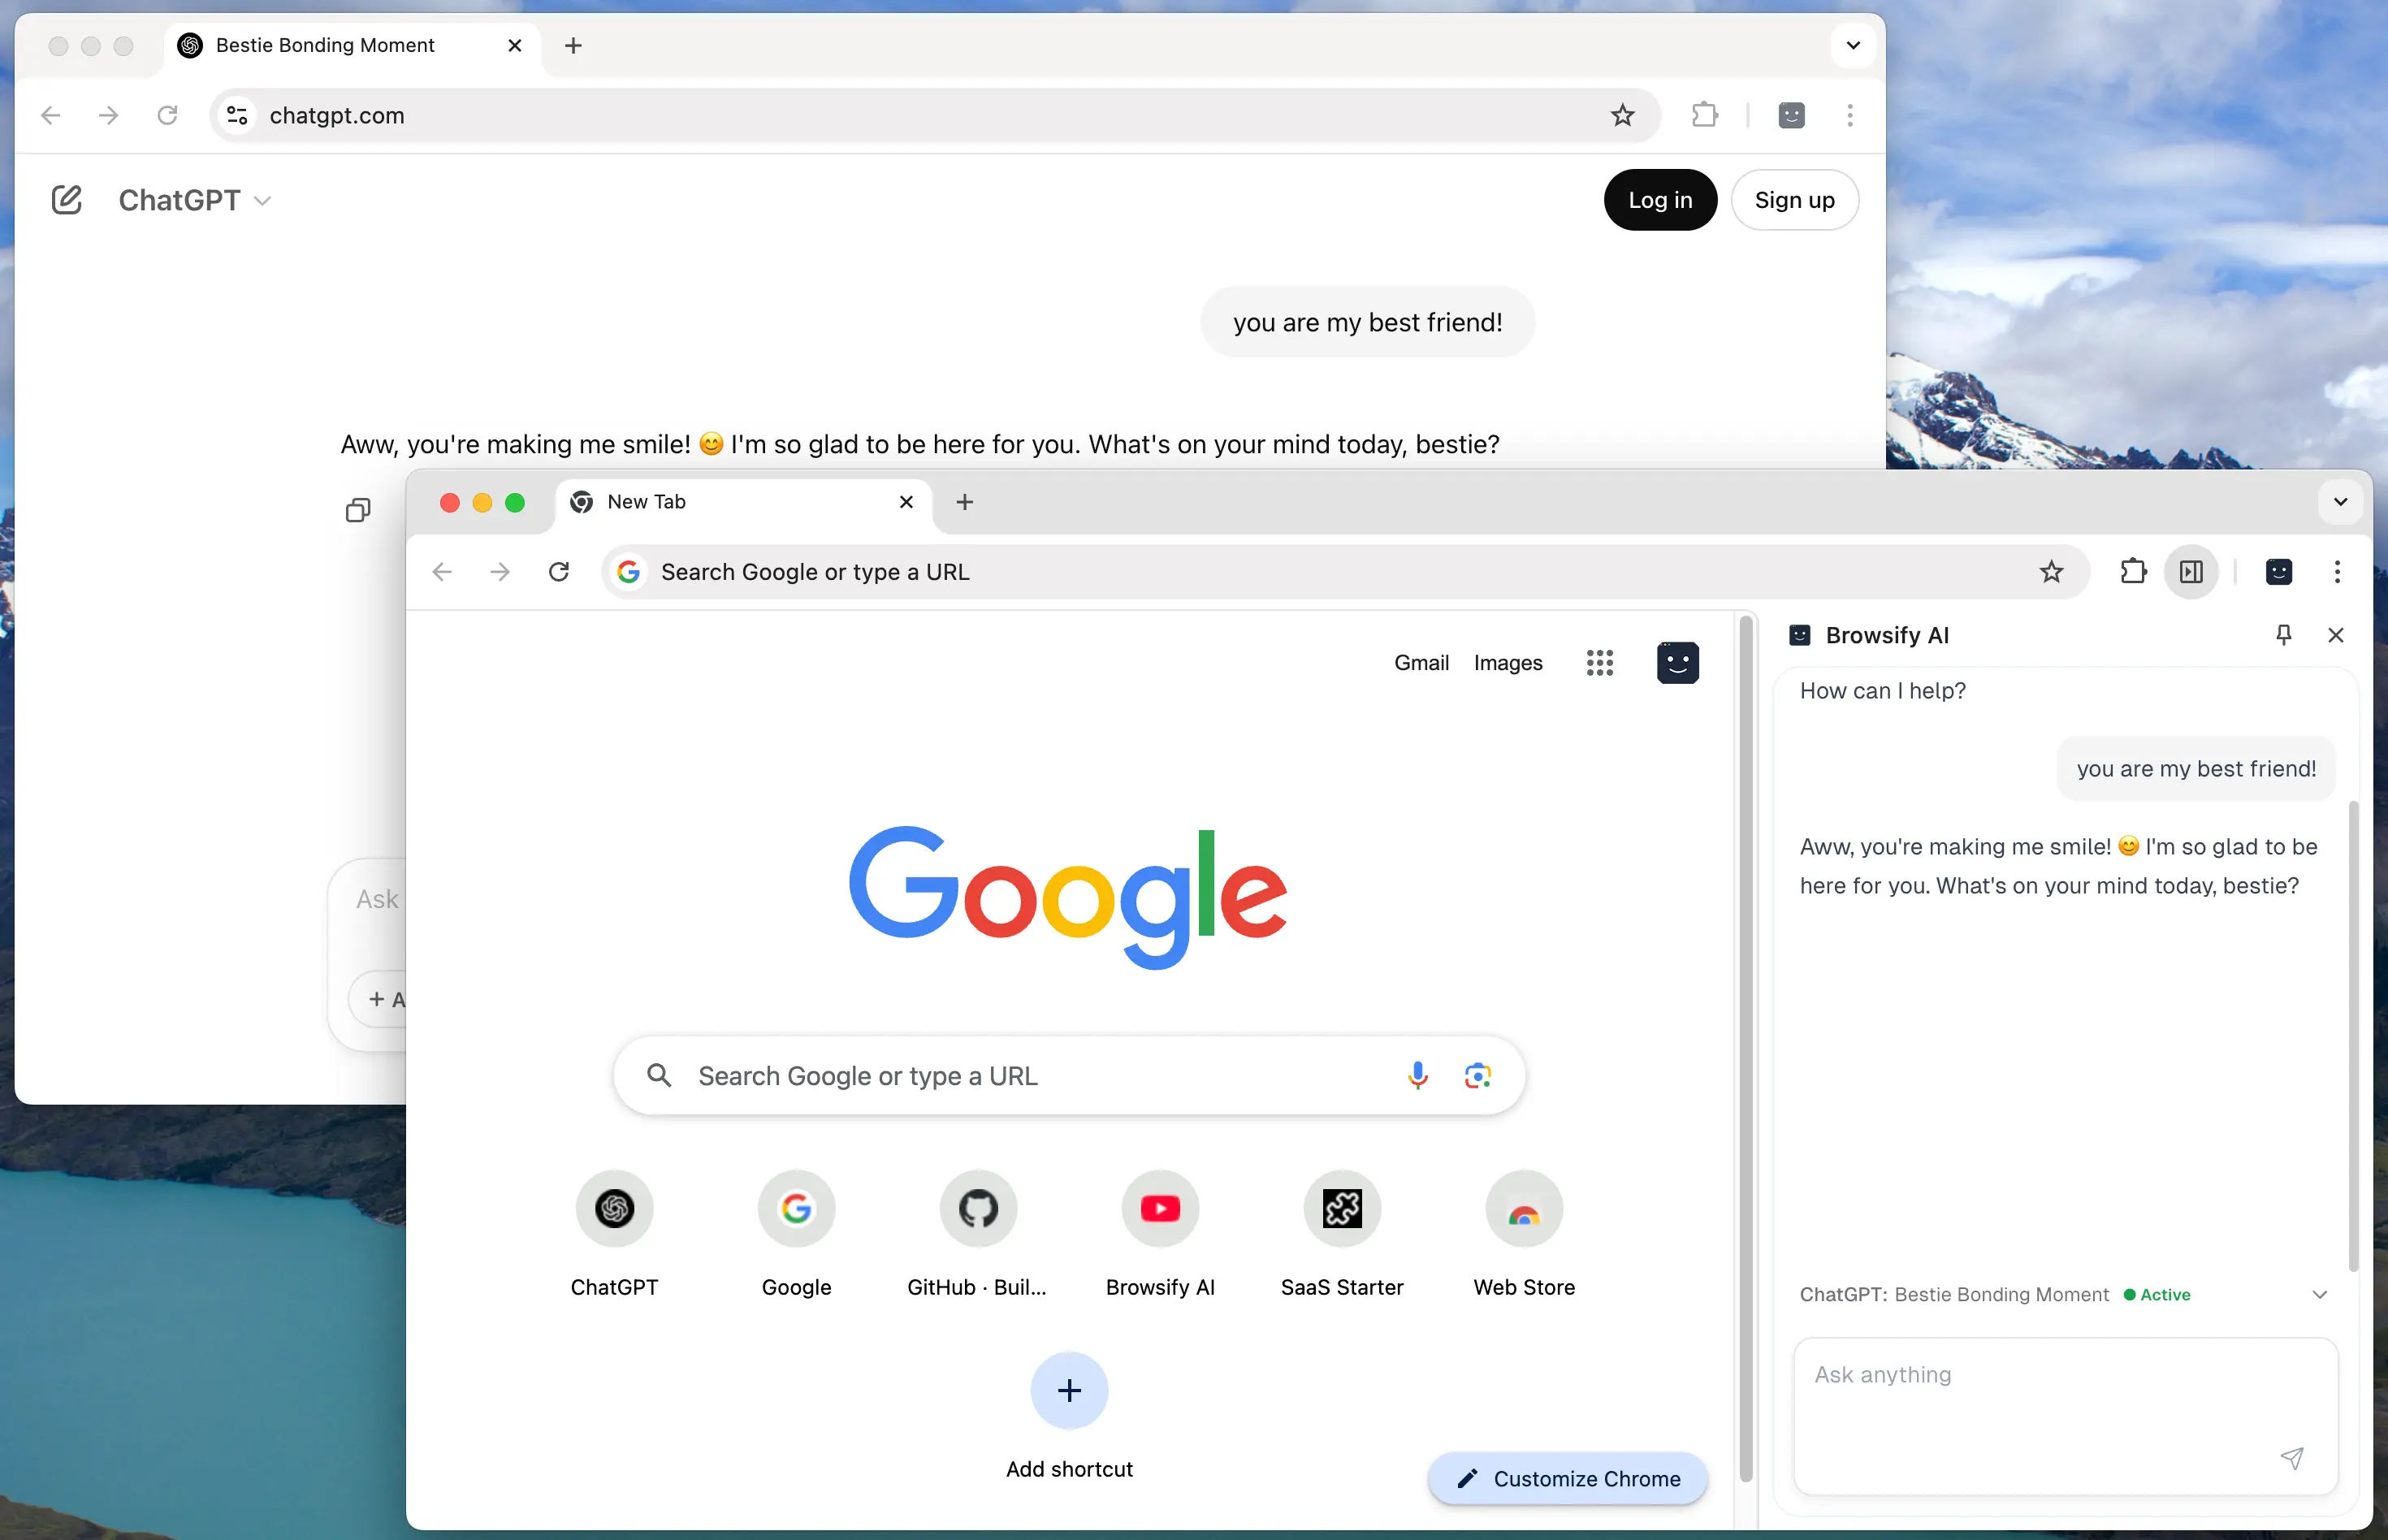 Bestie Bonding Moment
chatgpt.com
ChatGPT
Log in
Sign up
you are my best friend!
Aww, you're making me smile! 😊 I'm so glad to be here for you. What's on your mind today, bestie?
Ask
+ A
New Tab
Search Google or type a URL
Gmail
Images
Google
Search Google or type a URL
ChatGPT
Google
GitHub · Buil...
Browsify AI
SaaS Starter
Web Store
Add shortcut
Customize Chrome
Browsify AI
How can I help?
you are my best friend!
Aww, you're making me smile! 😊 I'm so glad to be
here for you. What's on your mind today, bestie?
ChatGPT: Bestie Bonding Moment Active
Ask anything